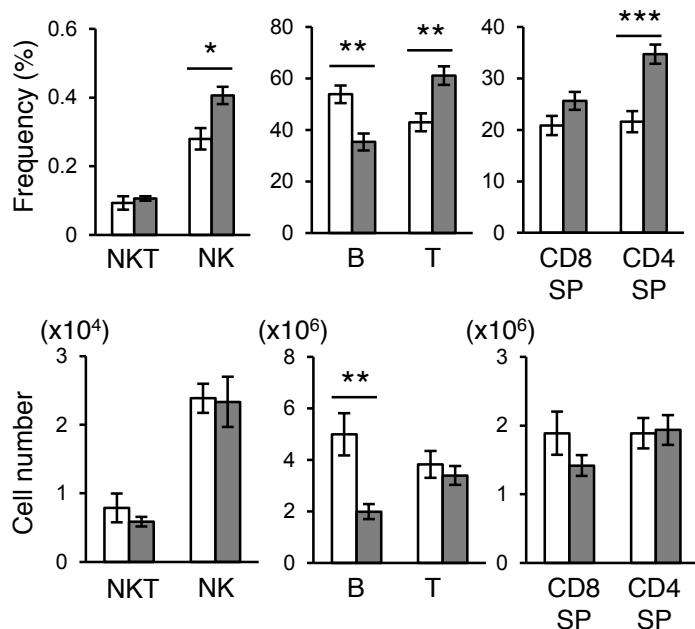 Frequency (%)
0.6
0.4
0.2
0
*
NKT
NK
80
60
40
20
0
**
**
B
T
40
30
20
10
0
***
CD8
SP
CD4
SP
Cell number
(x10⁴)
3
2
1
0
NKT
NK
(x10⁶)
8
6
4
2
0
**
B
T
(x10⁶)
3
2
1
0
CD8
SP
CD4
SP